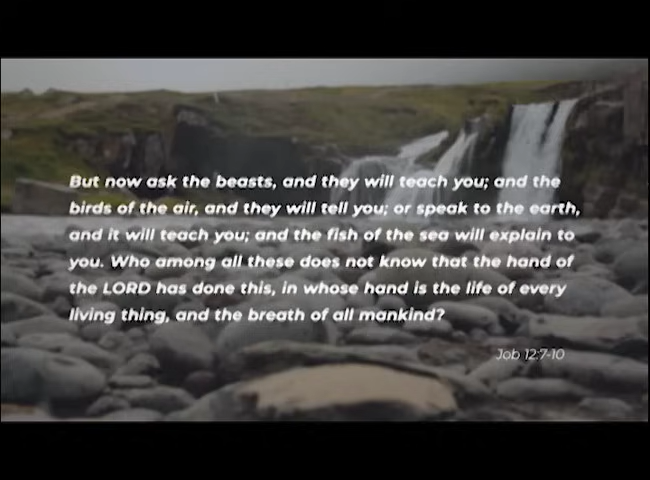 But now ask the beasts, and they will teach you; and the
birds of the air, and they will tell you; or speak to the earth,
and it will teach you; and the fish of the sea will explain to
you. Who among all these does not know that the hand of
the LORD has done this, in whose hand is the life of every
living thing, and the breath of all mankind?
Job 12:7-10